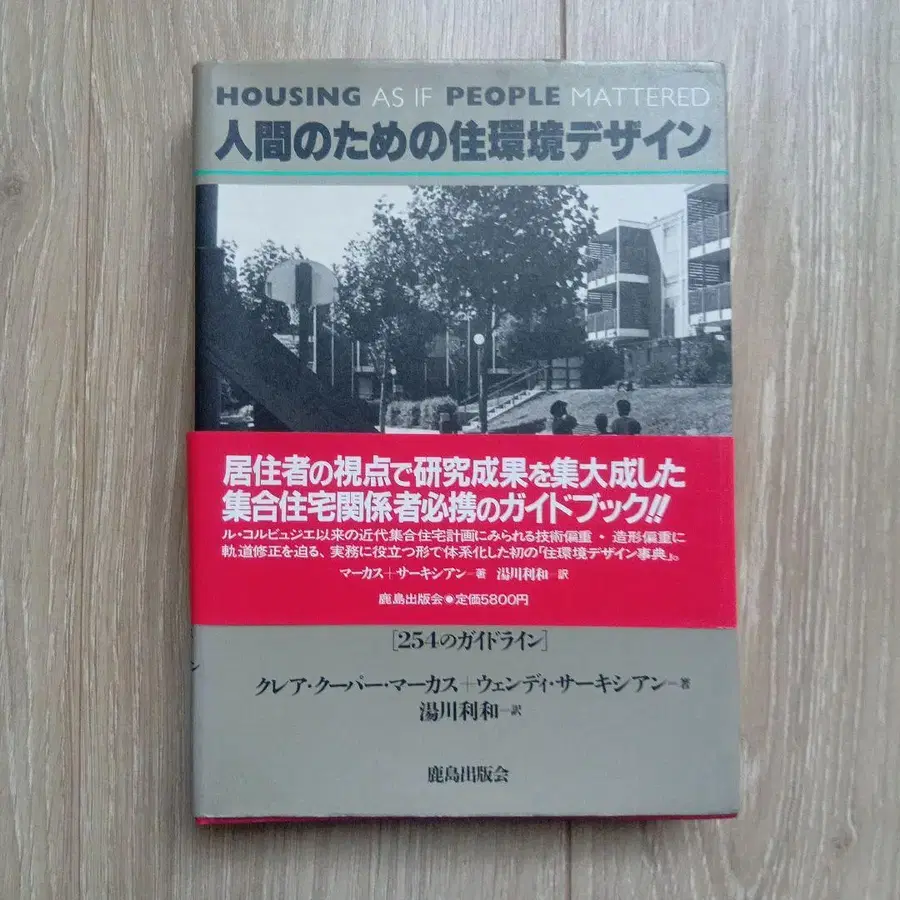 HOUSING AS IF PEOPLE MATTERED
人間のための住環境デザイン
居住者の視点で研究成果を集大成した
集合住宅関係者必携のガイドブック!!
ル・コルビュジエ以来の近代集合住宅計画にみられる技術偏重・造形偏重に
軌道修正を迫る、実務に役立つ形で体系化した初の「住環境デザイン事典」。
マーカス+サーキシアン—著 湯川利和—訳
鹿島出版会●定価5800円
[254のガイドライン]
クレア・クーパー・マーカス+ウェンディ・サーキシアン—著
湯川利和—訳
鹿島出版会